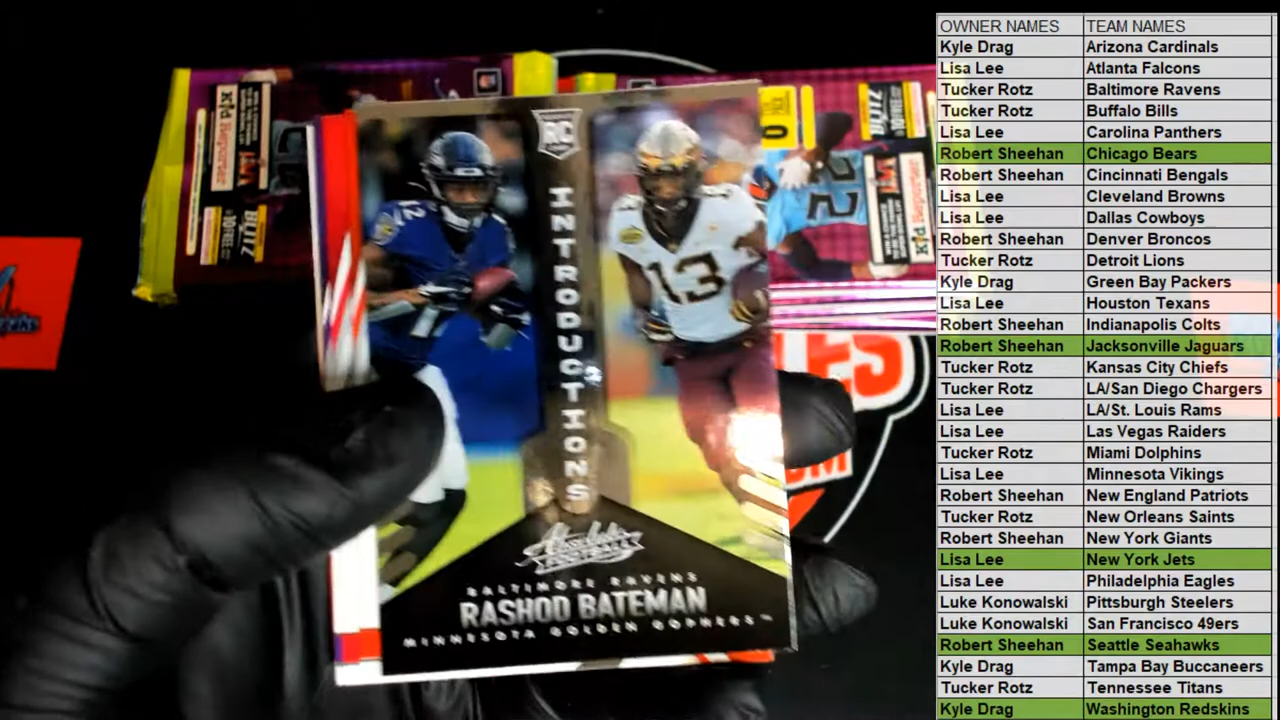 RC
INTRODUCTIONS
Absolute
FOOTBALL
BALTIMORE RAVENS
RASHOD BATEMAN
MINNESOTA GOLDEN GOPHERS™
12
13
22
BLITZ
Kid Reporter
BLITZ
Kid Reporter
OWNER NAMES TEAM NAMES
Kyle Drag Arizona Cardinals
Lisa Lee Atlanta Falcons
Tucker Rotz Baltimore Ravens
Tucker Rotz Buffalo Bills
Lisa Lee Carolina Panthers
Robert Sheehan Chicago Bears
Robert Sheehan Cincinnati Bengals
Lisa Lee Cleveland Browns
Lisa Lee Dallas Cowboys
Robert Sheehan Denver Broncos
Tucker Rotz Detroit Lions
Kyle Drag Green Bay Packers
Lisa Lee Houston Texans
Robert Sheehan Indianapolis Colts
Robert Sheehan Jacksonville Jaguars
Tucker Rotz Kansas City Chiefs
Tucker Rotz LA/San Diego Chargers
Lisa Lee LA/St. Louis Rams
Lisa Lee Las Vegas Raiders
Tucker Rotz Miami Dolphins
Lisa Lee Minnesota Vikings
Robert Sheehan New England Patriots
Tucker Rotz New Orleans Saints
Robert Sheehan New York Giants
Lisa Lee New York Jets
Lisa Lee Philadelphia Eagles
Luke Konowalski Pittsburgh Steelers
Luke Konowalski San Francisco 49ers
Robert Sheehan Seattle Seahawks
Kyle Drag Tampa Bay Buccaneers
Tucker Rotz Tennessee Titans
Kyle Drag Washington Redskins